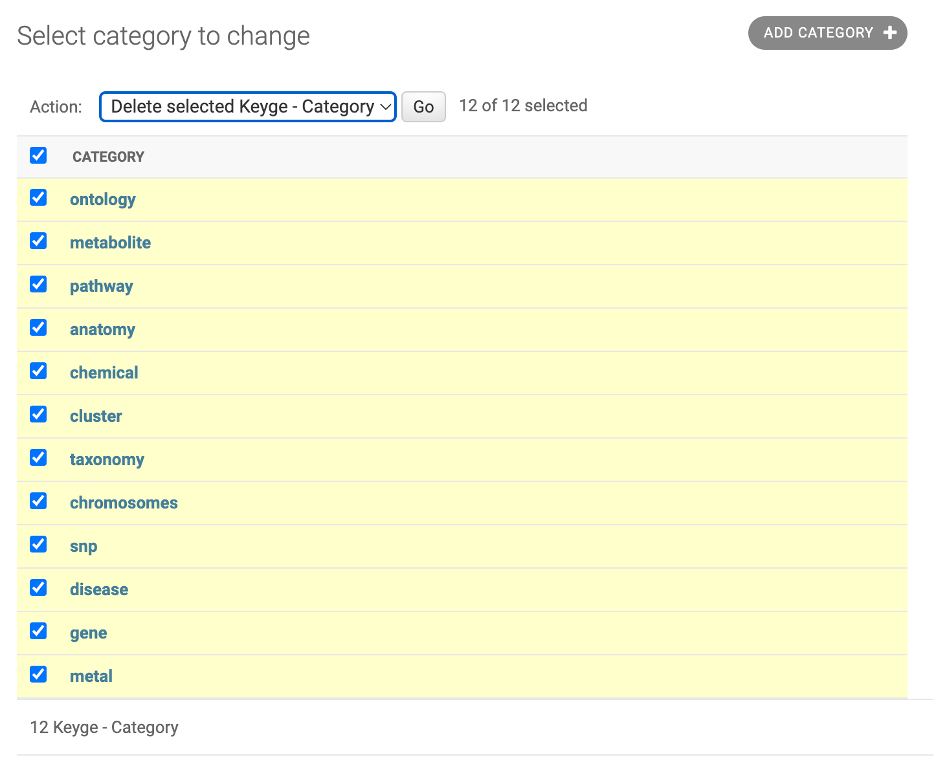 Select category to change
ADD CATEGORY +
Action: Delete selected Keyge - Category Go 12 of 12 selected
CATEGORY
ontology
metabolite
pathway
anatomy
chemical
cluster
taxonomy
chromosomes
snp
disease
gene
metal
12 Keyge - Category